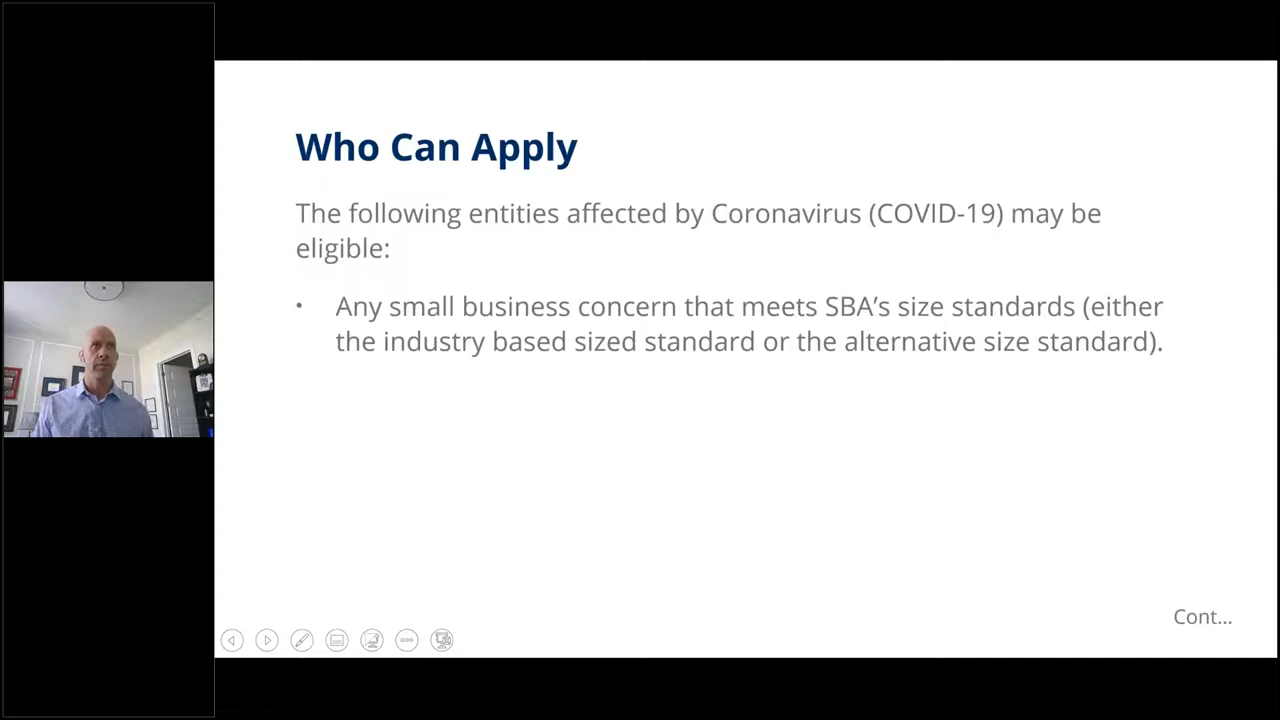 Who Can Apply
The following entities affected by Coronavirus (COVID-19) may be
eligible:
• Any small business concern that meets SBA’s size standards (either
the industry based sized standard or the alternative size standard).
Cont...